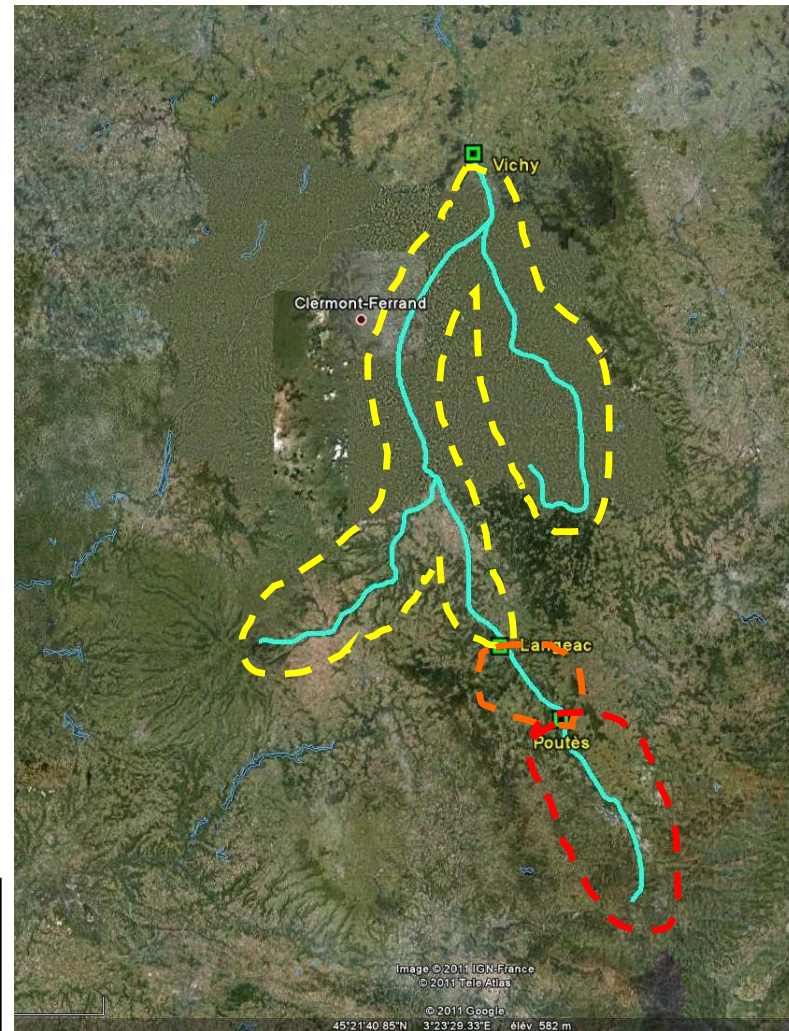 Vichy
Clermont-Ferrand
Langeac
Poutès
Image © 2011 IGN-France
© 2011 Tele Atlas
© 2011 Google
45°21'40.85"N 3°23'29.33"E élév. 582 m